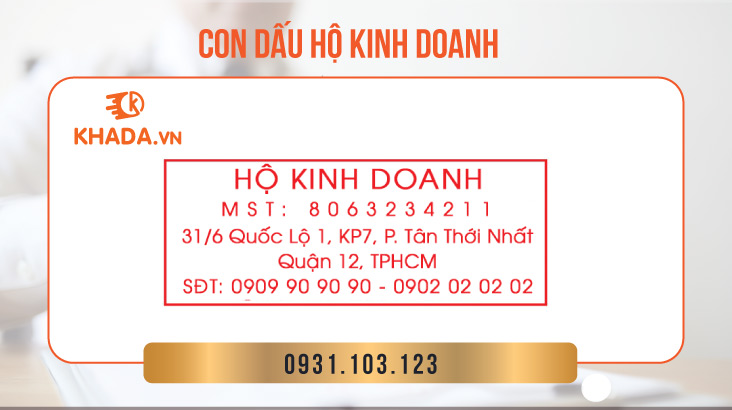 CON DẤU HỘ KINH DOANH
KHADA.VN
HỘ KINH DOANH
MST: 8063234211
31/6 Quốc Lộ 1, KP7, P. Tân Thới Nhất
Quận 12, TPHCM
SĐT: 0909 90 90 90 - 0902 02 02 02
0931.103.123